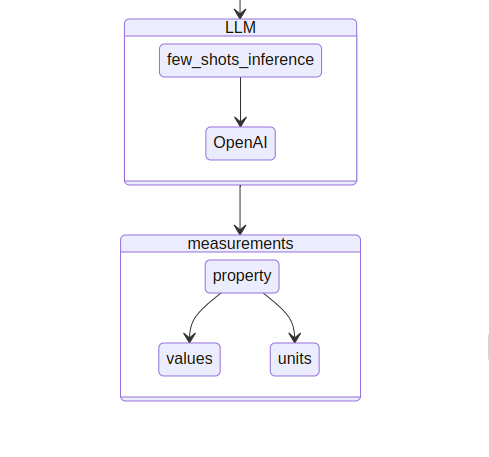 LLM
few_shots_inference
OpenAI
measurements
property
values
units